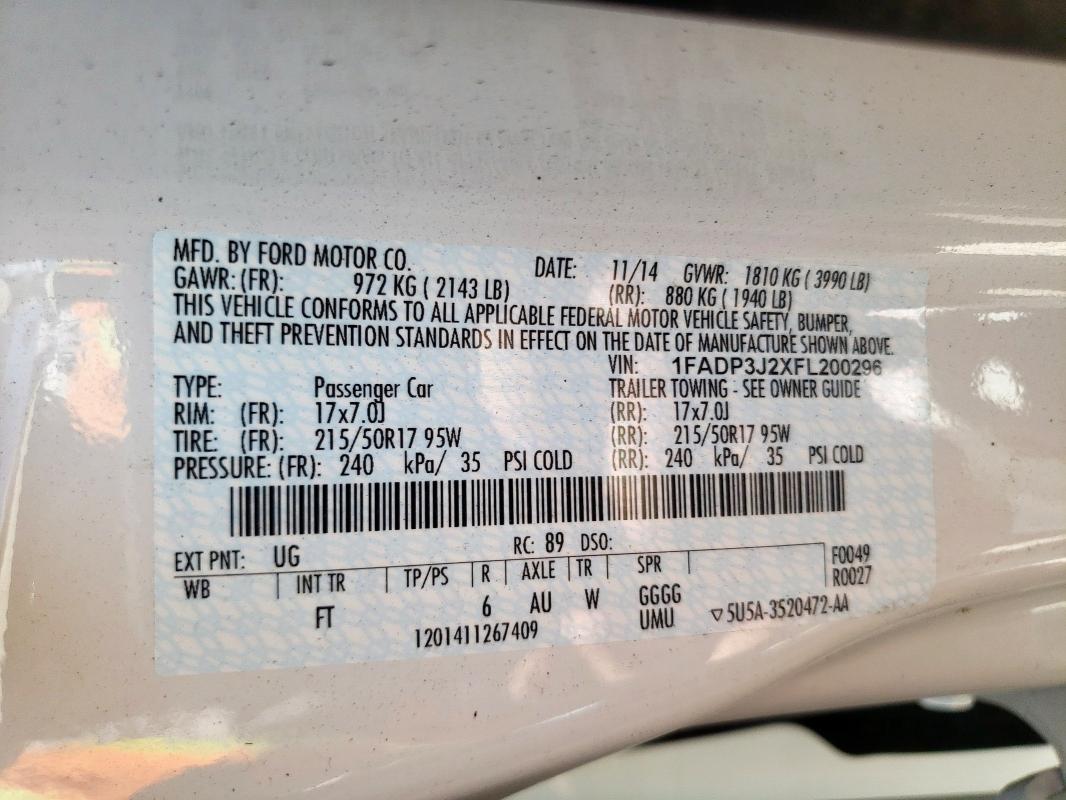 MFD. BY FORD MOTOR CO. DATE: 11/14 GVWR: 1810 KG ( 3990 LB)
GAWR: (FR): 972 KG ( 2143 LB) (RR): 880 KG ( 1940 LB)
THIS VEHICLE CONFORMS TO ALL APPLICABLE FEDERAL MOTOR VEHICLE SAFETY, BUMPER,
AND THEFT PREVENTION STANDARDS IN EFFECT ON THE DATE OF MANUFACTURE SHOWN ABOVE.
VIN: 1FADP3J2XFL200296
TYPE: Passenger Car TRAILER TOWING - SEE OWNER GUIDE
RIM: (FR): 17x7.0J (RR): 17x7.0J
TIRE: (FR): 215/50R17 95W (RR): 215/50R17 95W
PRESSURE: (FR): 240 kPa/ 35 PSI COLD (RR): 240 kPa/ 35 PSI COLD
EXT PNT: UG RC: 89 DSO: F0049
WB INT TR TP/PS R AXLE TR SPR R0027
FT 6 AU W GGGG
1201411267409 UMU ▽5U5A-3520472-AA